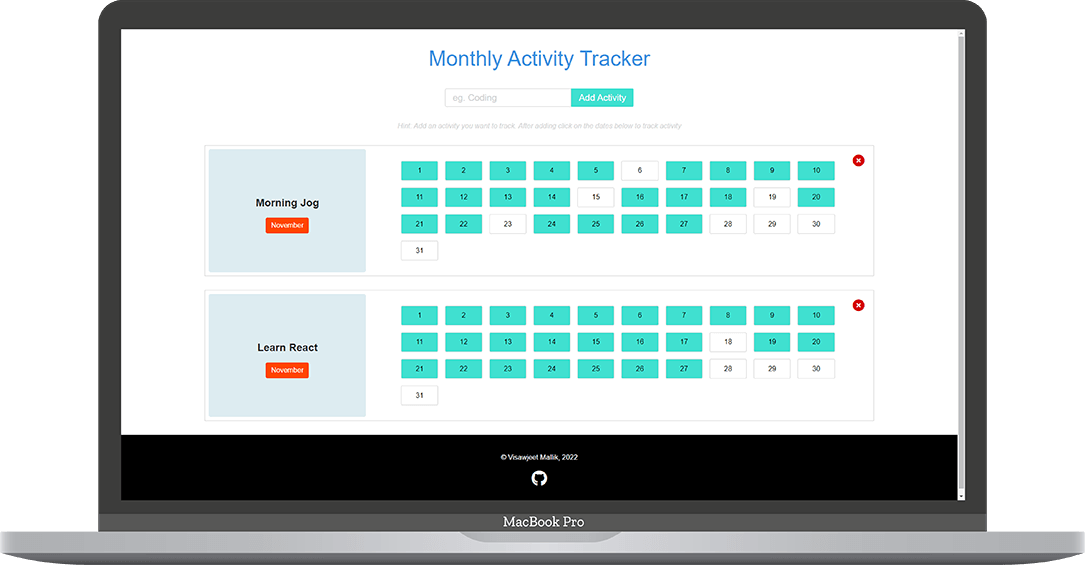 Monthly Activity Tracker
eg. Coding Add Activity
Hint: Add an activity you want to track. After adding click on the dates below to track activity
1 2 3 4 5 6 7 8 9 10
11 12 13 14 15 16 17 18 19 20
Morning Jog
November
21 22 23 24 25 26 27 28 29 30
31
1 2 3 4 5 6 7 8 9 10
11 12 13 14 15 16 17 18 19 20
Learn React
November
21 22 23 24 25 26 27 28 29 30
31
© Visawjeet Mallik, 2022
MacBook Pro